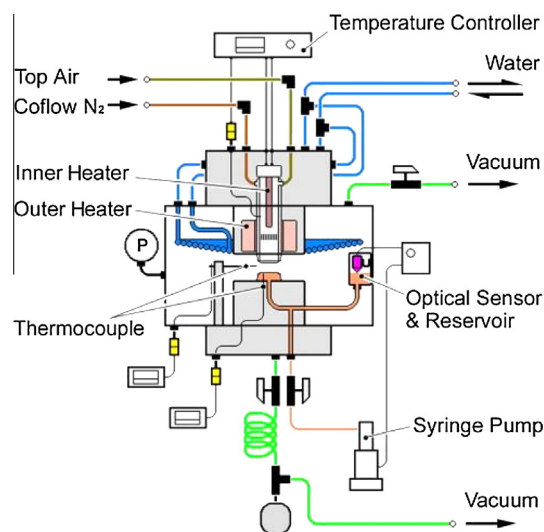 Temperature Controller
Top Air
Water
Coflow N₂
Vacuum
Inner Heater
Outer Heater
P
Optical Sensor
& Reservoir
Thermocouple
Syringe Pump
Vacuum